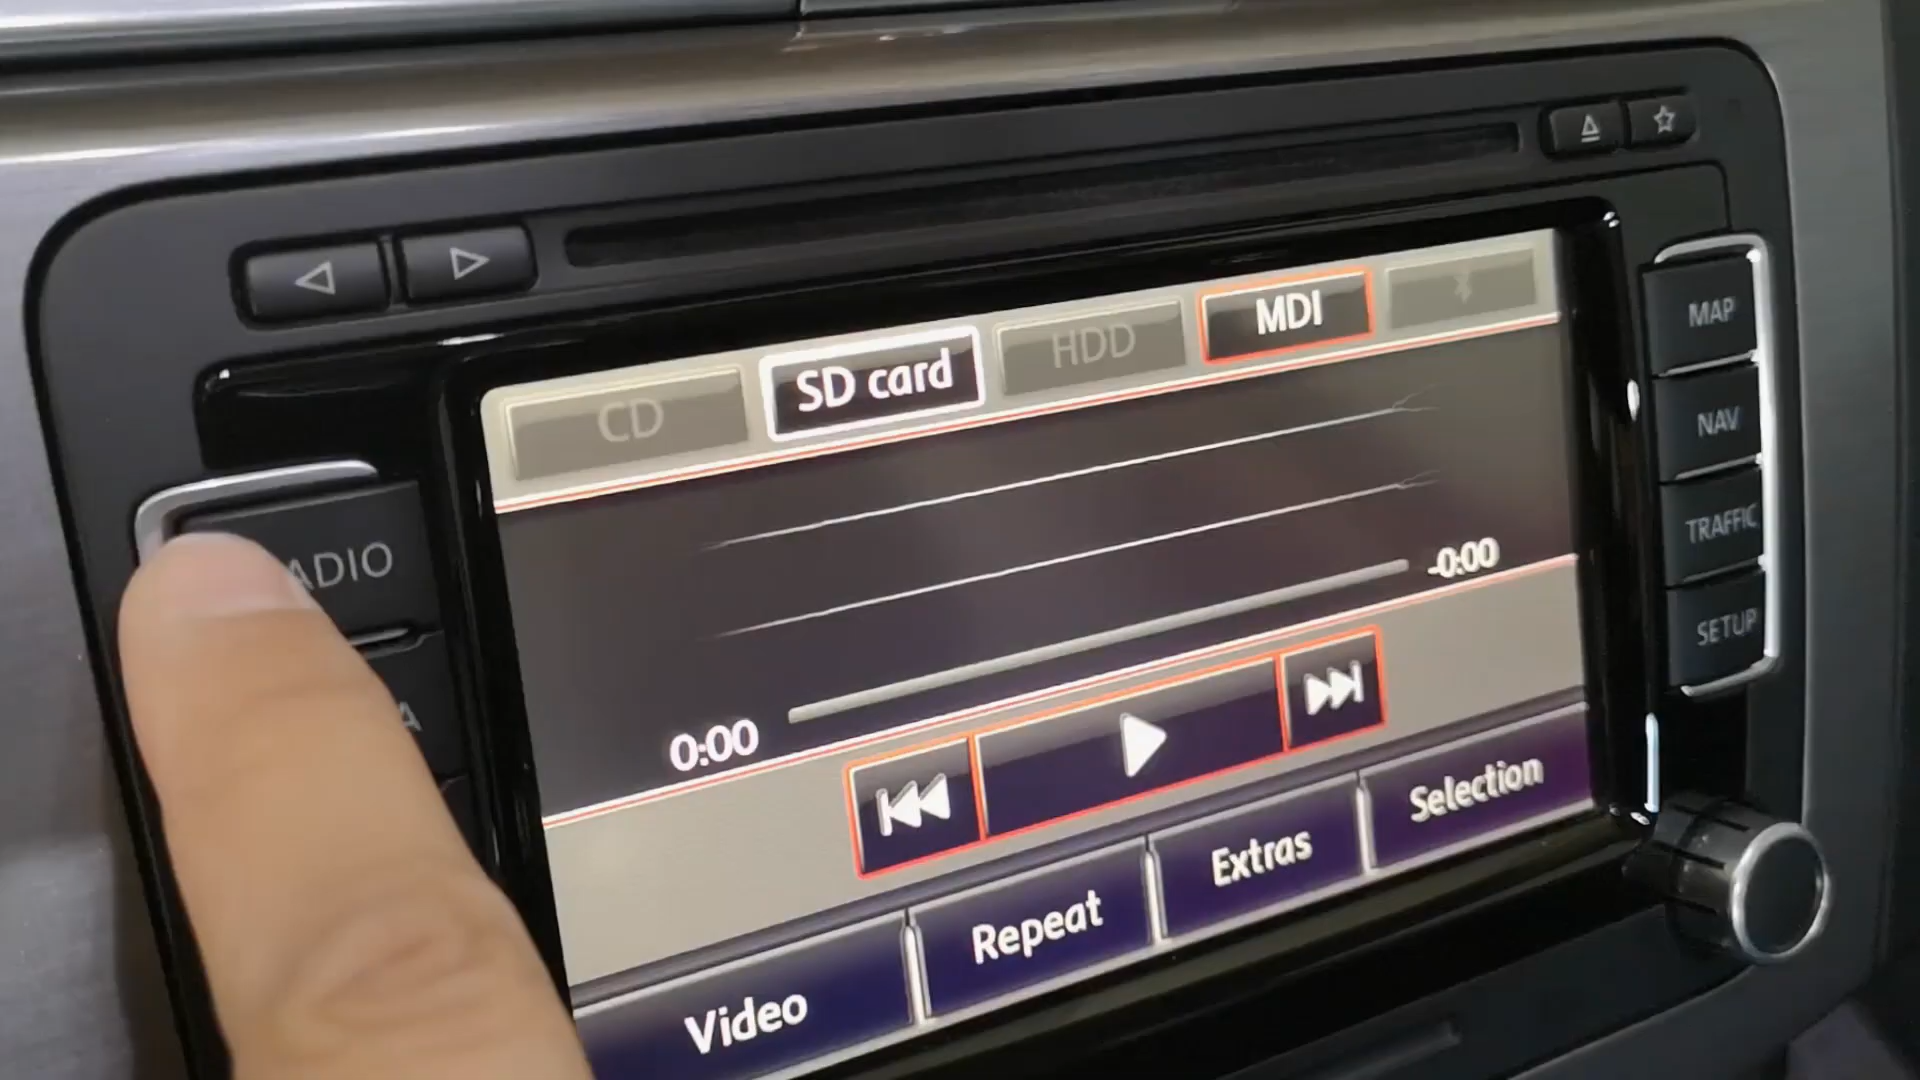 CD
SD card
HDD
MDI
ADIO
A
-0:00
0:00
Video
Repeat
Extras
Selection
MAP
NAV
TRAFFIC
SETUP